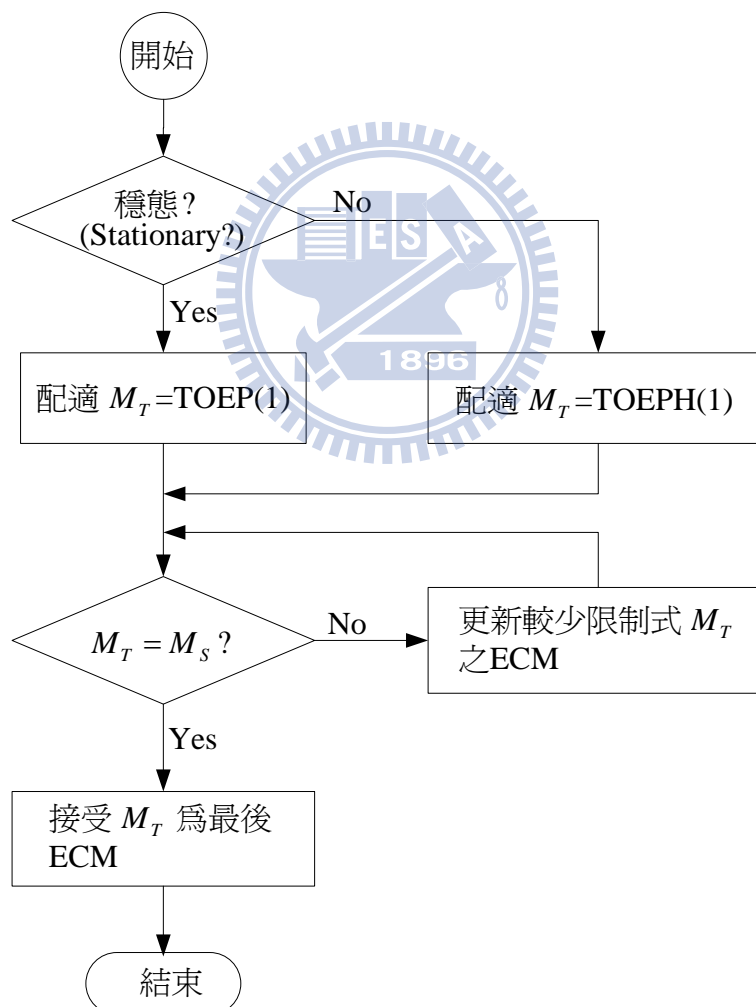 開始
穩態?
(Stationary?)
No
Yes
E S A
1896
配適 M_T=TOEP(1)
配適 M_T=TOEPH(1)
M_T = M_S ?
No
更新較少限制式 M_T
之ECM
Yes
接受 M_T 為最後
ECM
結束